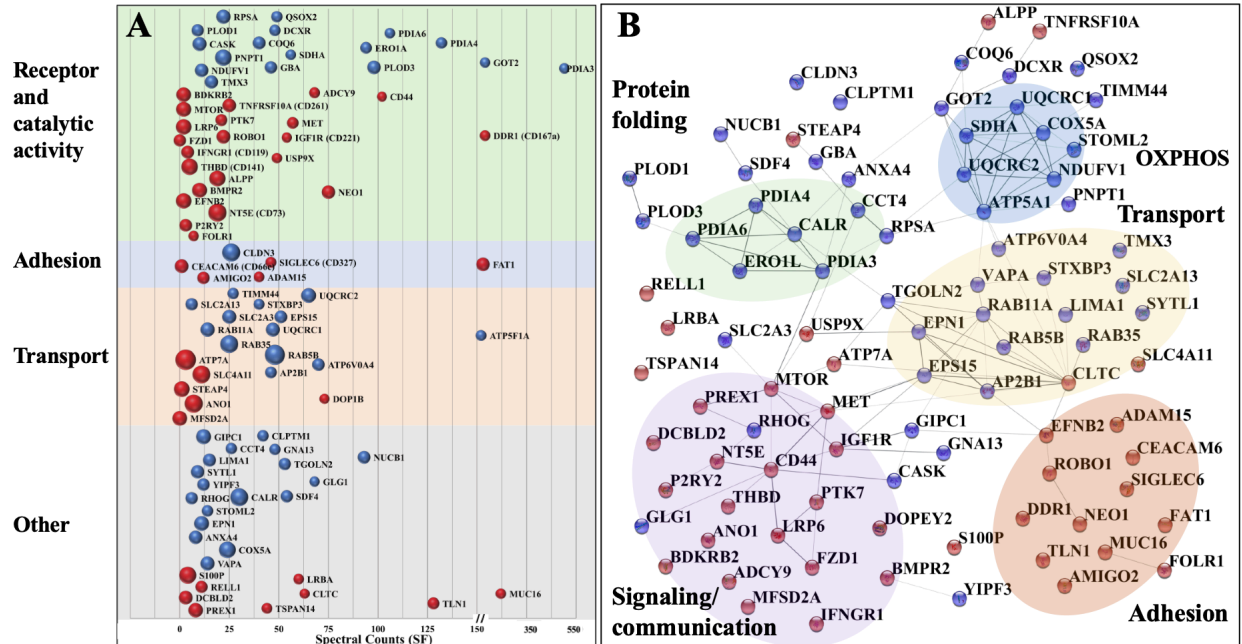 A
Receptor
and
catalytic
activity
Adhesion
Transport
Other
RPSA QSOX2
PLOD1 DCXR PDIA6
CASK COQ6 PDIA4
ERO1A
PNPT1 SDHA
GOT2
NDUFV1 GBA PLOD3 PDIA3
TMX3
BDKRB2 ADCY9 CD44
TNFRSF10A (CD261)
MTOR
PTK7 MET
LRP6
ROBO1 IGF1R (CD221) DDR1 (CD167a)
FZD1
IFNGR1 (CD119) USP9X
THBD (CD141)
ALPP
BMPR2 NEO1
EFNB2
NT5E (CD73)
P2RY2
FOLR1
CLDN3
CEACAM6 (CD66c) SIGLEC6 (CD327) FAT1
AMIGO2 ADAM15
TIMM44 UQCRC2
SLC2A13 STXBP3
SLC2A3 EPS15
RAB11A UQCRC1 ATP5F1A
RAB35
RAB5B
ATP7A ATP6V0A4
SLC4A11 AP2B1
STEAP4
ANO1 DOP1B
MFSD2A
GIPC1 CLPTM1
CCT4 GNA13
LIMA1 TGOLN2 NUCB1
SYTL1
YIPF3 GLG1
RHOG CALR SDF4
STOML2
EPN1
ANXA4
COX5A
VAPA
S100P LRBA
RELL1 CLTC MUC16
DCBLD2 TLN1
PREX1 TSPAN14
0 25 50 75 100 125 150 // 350 550
Spectral Counts (SF)
B
Protein
folding
OXPHOS
Transport
Signaling/
communication
Adhesion
ALPP
TNFRSF10A
COQ6
DCXR QSOX2
CLDN3
CLPTM1
GOT2 UQCRC1 TIMM44
NUCB1 STEAP4 SDHA COX5A
STOML2
GBA
SDF4 ANXA4 UQCRC2 NDUFV1
PLOD1
PDIA4 CCT4 ATP5A1 PNPT1
PLOD3
PDIA6 CALR RPSA
ATP6V0A4 TMX3
ERO1L PDIA3
VAPA STXBP3 SLC2A13
RELL1 TGOLN2
RAB11A LIMA1 SYTL1
LRBA SLC2A3 USP9X EPN1
RAB5B RAB35
TSPAN14 ATP7A EPS15 SLC4A11
MTOR AP2B1 CLTC
PREX1 MET
RHOG GIPC1 EFNB2 ADAM15
DCBLD2 IGF1R GNA13
NT5E CD44 CEACAM6
ROBO1
P2RY2 CASK SIGLEC6
THBD PTK7
GLG1 DDR1 NEO1 FAT1
ANO1 LRP6 DOPEY2
S100P TLN1 MUC16
BDKRB2 FZD1 FOLR1
ADCY9 BMPR2 AMIGO2
MFSD2A YIPF3
IFNGR1